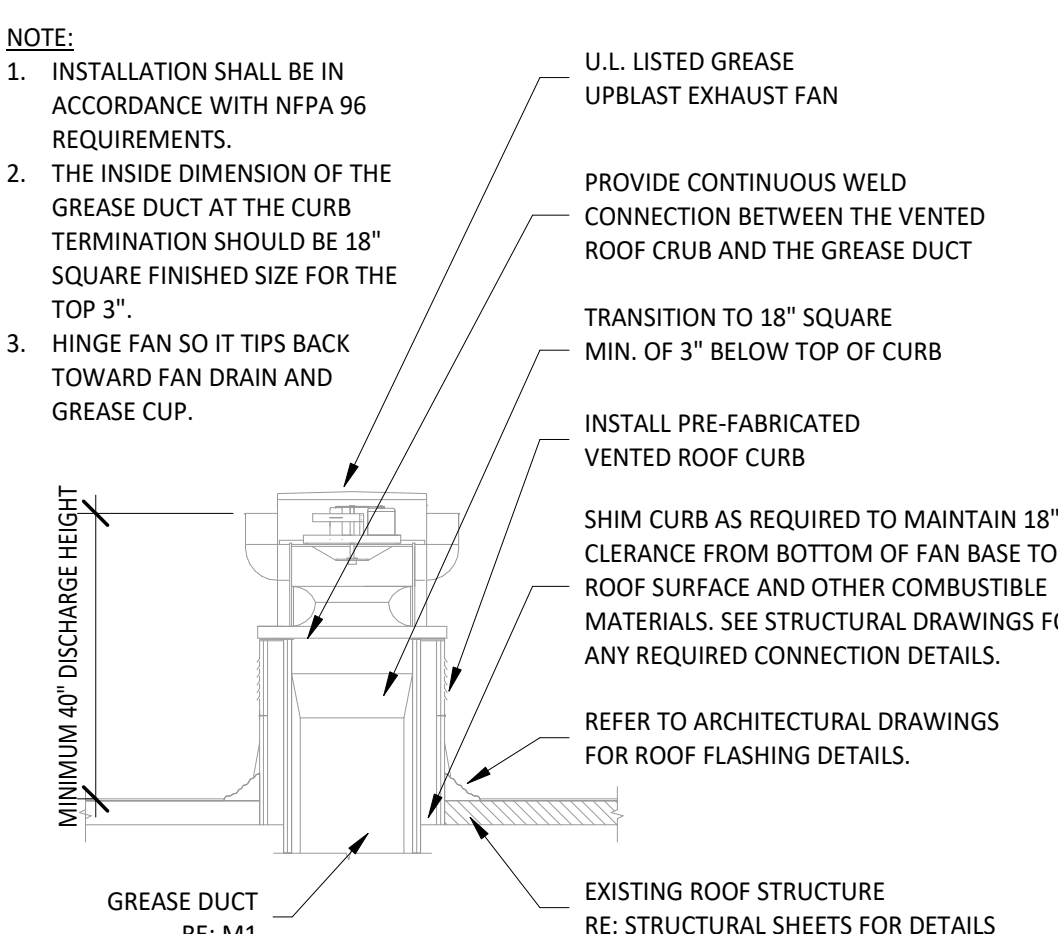 NOTE:
1. INSTALLATION SHALL BE IN
ACCORDANCE WITH NFPA 96
REQUIREMENTS.
2. THE INSIDE DIMENSION OF THE
GREASE DUCT AT THE CURB
TERMINATION SHOULD BE 18"
SQUARE FINISHED SIZE FOR THE
TOP 3".
3. HINGE FAN SO IT TIPS BACK
TOWARD FAN DRAIN AND
GREASE CUP.
U.L. LISTED GREASE
UPBLAST EXHAUST FAN
PROVIDE CONTINUOUS WELD
CONNECTION BETWEEN THE VENTED
ROOF CRUB AND THE GREASE DUCT
TRANSITION TO 18" SQUARE
MIN. OF 3" BELOW TOP OF CURB
INSTALL PRE-FABRICATED
VENTED ROOF CURB
SHIM CURB AS REQUIRED TO MAINTAIN 18"
CLERANCE FROM BOTTOM OF FAN BASE TO
ROOF SURFACE AND OTHER COMBUSTIBLE
MATERIALS. SEE STRUCTURAL DRAWINGS FO
ANY REQUIRED CONNECTION DETAILS.
REFER TO ARCHITECTURAL DRAWINGS
FOR ROOF FLASHING DETAILS.
EXISTING ROOF STRUCTURE
RE: STRUCTURAL SHEETS FOR DETAILS
MINIMUM 40" DISCHARGE HEIGHT
GREASE DUCT
RE: M1